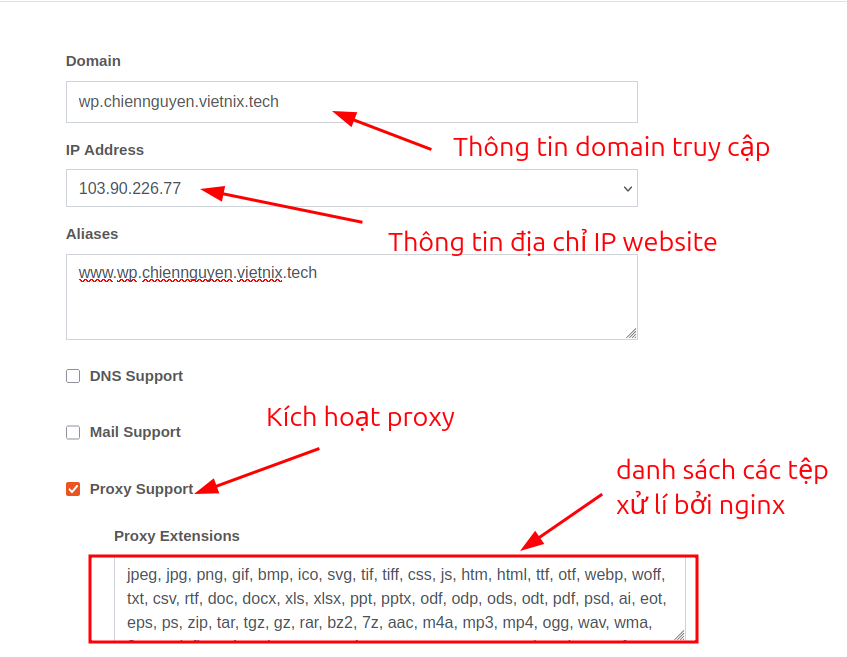 Domain
wp.chiennguyen.vietnix.tech
Thông tin domain truy cập
IP Address
103.90.226.77
Thông tin địa chỉ IP website
Aliases
www.wp.chiennguyen.vietnix.tech
DNS Support
Mail Support
Kích hoạt proxy
Proxy Support
danh sách các tệp
xử lí bởi nginx
Proxy Extensions
jpeg, jpg, png, gif, bmp, ico, svg, tif, tiff, css, js, htm, html, ttf, otf, webp, woff,
txt, csv, rtf, doc, docx, xls, xlsx, ppt, pptx, odf, odp, ods, odt, pdf, psd, ai, eot,
eps, ps, zip, tar, tgz, gz, rar, bz2, 7z, aac, m4a, mp3, mp4, ogg, wav, wma,